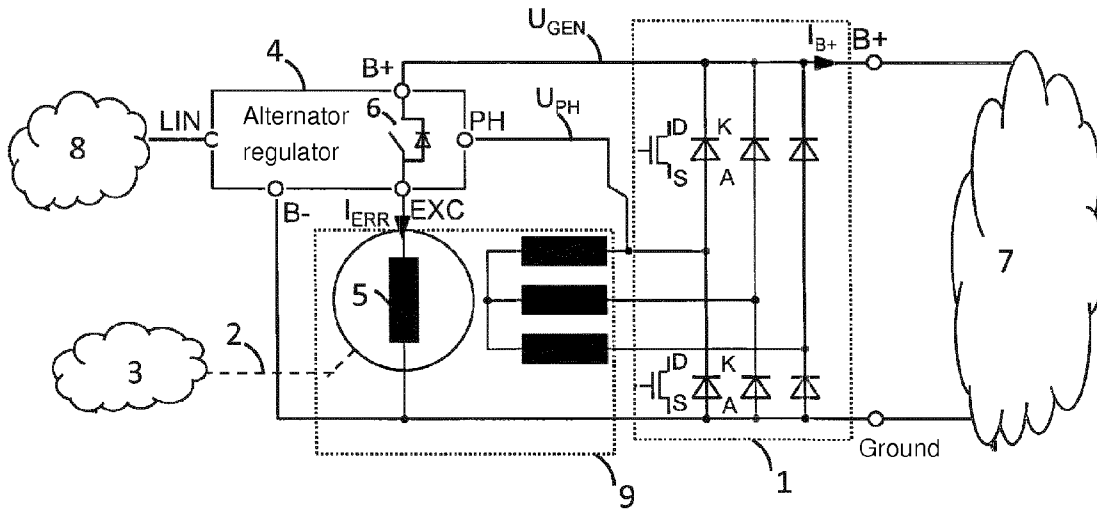 U_GEN
I_B+ B+
4
B+
8
LIN
Alternator
regulator
6
PH
U_PH
D K
S A
7
B-
I_ERR EXC
5
3
2
D K
S A
Ground
9
1